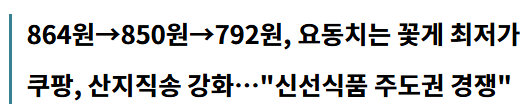 864원→850원→792원, 요동치는 꽃게 최저가
쿠팡, 산지직송 강화…"신선식품 주도권 경쟁"